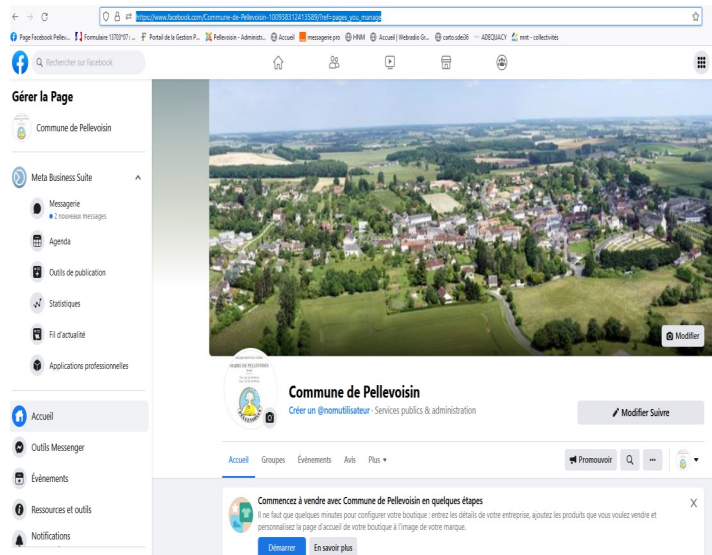 https://www.facebook.com/Commune-de-Pellevoisin-100938312413589/?ref=pages_you_manage
Page Facebook Pellev... Formulaire 13703*07 : ... Portail de la Gestion P... Pellevoisin - Administr... Accueil messagerie pro HNM Accueil | Webradio Gr... carto.sdei36 ADEQUACY mnt - collectivités
Rechercher sur Facebook
Gérer la Page
Commune de Pellevoisin
Meta Business Suite
Messagerie
2 nouveaux messages
Agenda
Outils de publication
Statistiques
Fil d'actualité
Applications professionnelles
Accueil
Outils Messenger
Évènements
Ressources et outils
Notifications
Modifier
MAIRIE DE PELLEVOISIN
Commune de Pellevoisin
Créer un @nomutilisateur · Services publics & administration
Modifier Suivre
Accueil Groupes Évènements Avis Plus
Promouvoir
Commencez à vendre avec Commune de Pellevoisin en quelques étapes
Il ne faut que quelques minutes pour configurer votre boutique : entrez les détails de votre entreprise, ajoutez les produits que vous voulez vendre et
personnalisez la page d'accueil de votre boutique à l'image de votre marque.
Démarrer En savoir plus